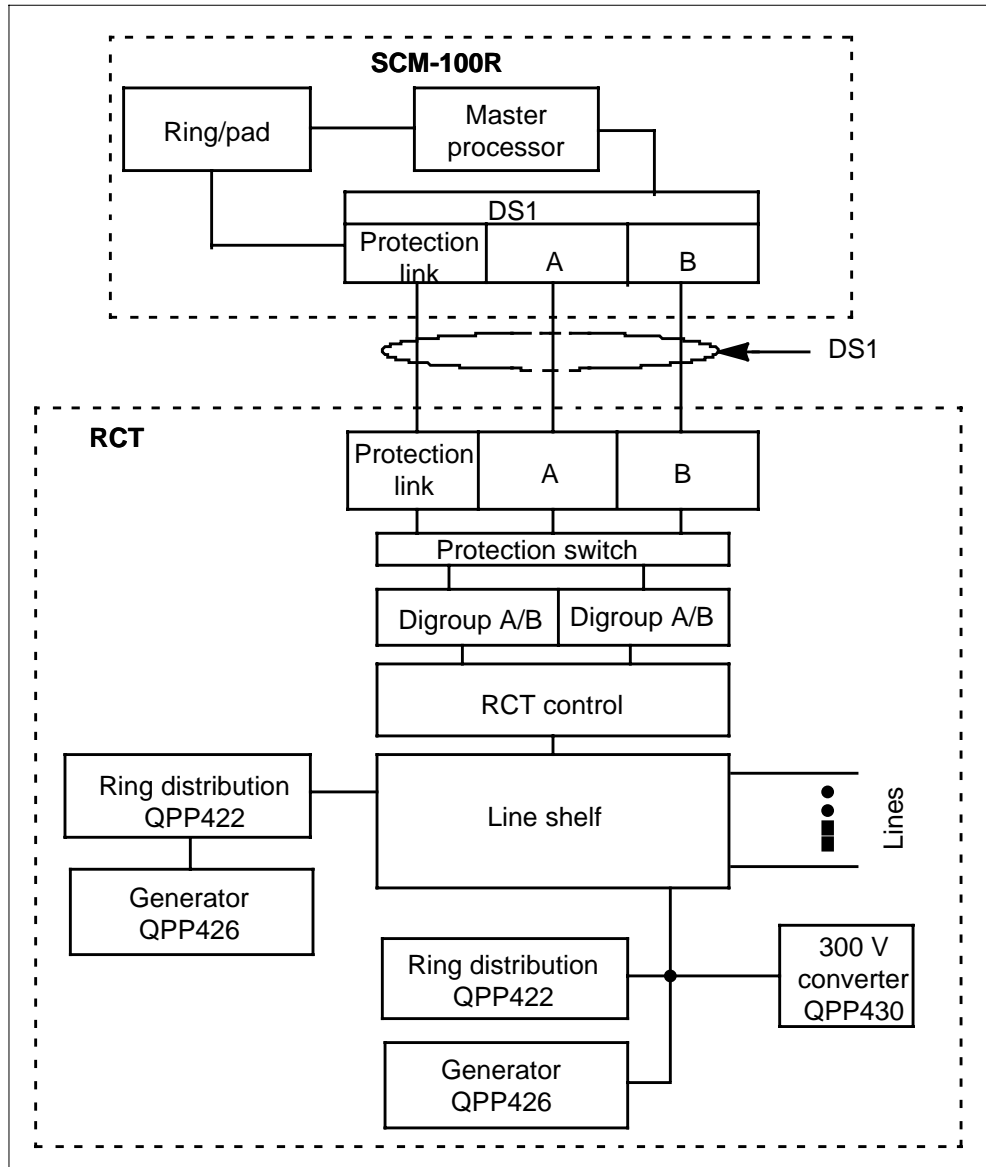 SCM-100R
Ring/pad
Master
processor
DS1
Protection
link
A
B
DS1
RCT
Protection
link
A
B
Protection switch
Digroup A/B
Digroup A/B
RCT control
Ring distribution
QPP422
Line shelf
Lines
Generator
QPP426
Ring distribution
QPP422
300 V
converter
QPP430
Generator
QPP426